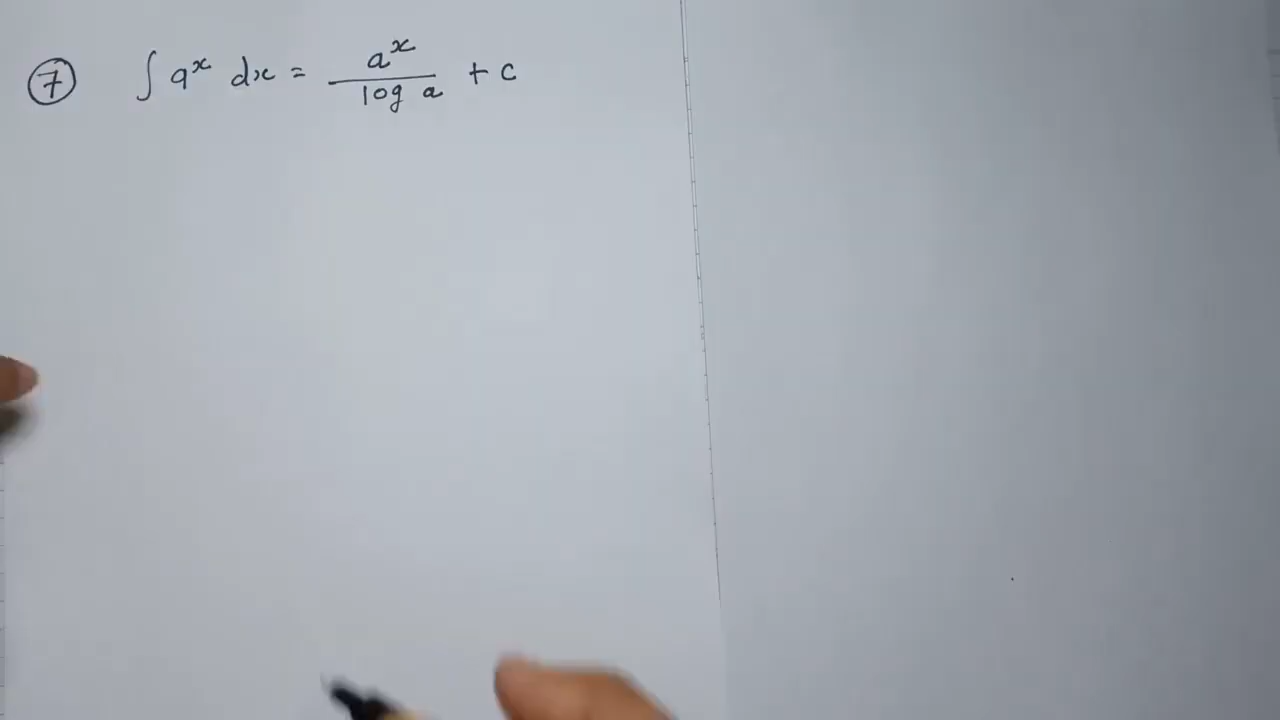 ⑦ ∫ a^x dx = a^x / log a + c